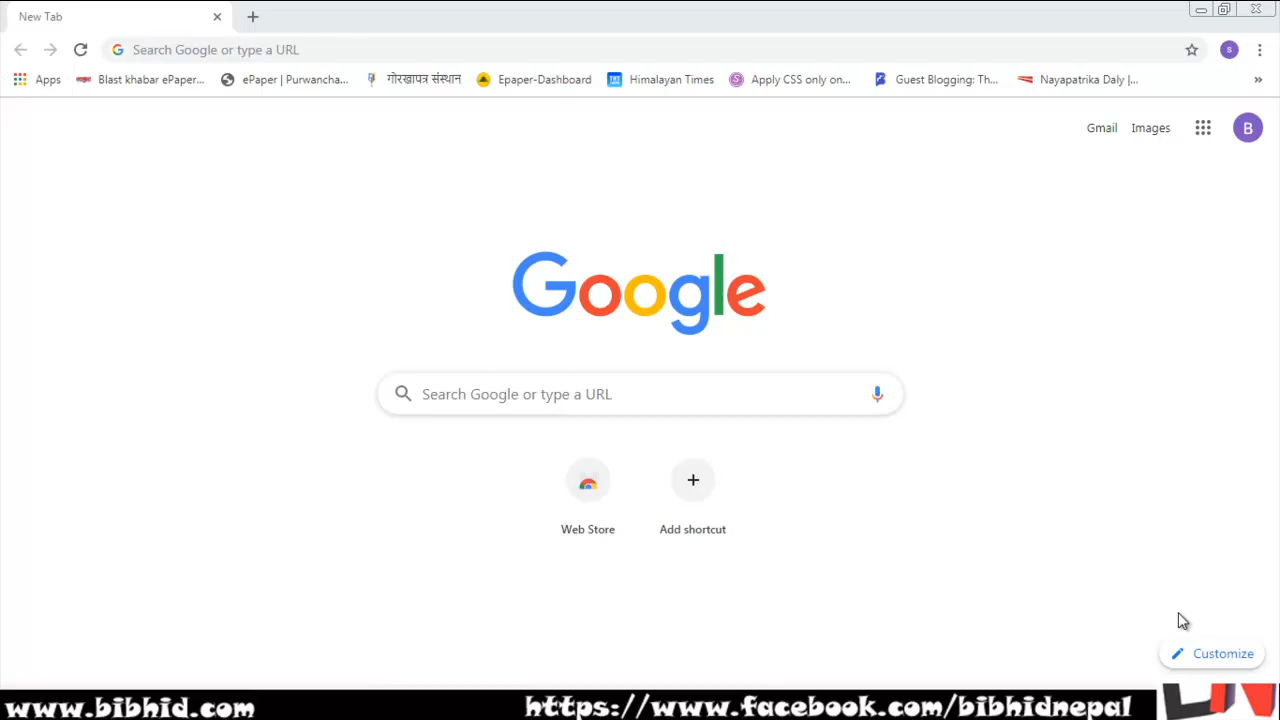 New Tab
Search Google or type a URL
Apps Blast khabar ePaper... ePaper | Purwancha... गोरखापत्र संस्थान Epaper-Dashboard THT Himalayan Times Apply CSS only on... Guest Blogging: Th... Nayapatrika Daly |...
S
Gmail Images B
Google
Search Google or type a URL
Web Store Add shortcut
Customize
www.bibhid.com https://www.facebook.com/bibhidnepal